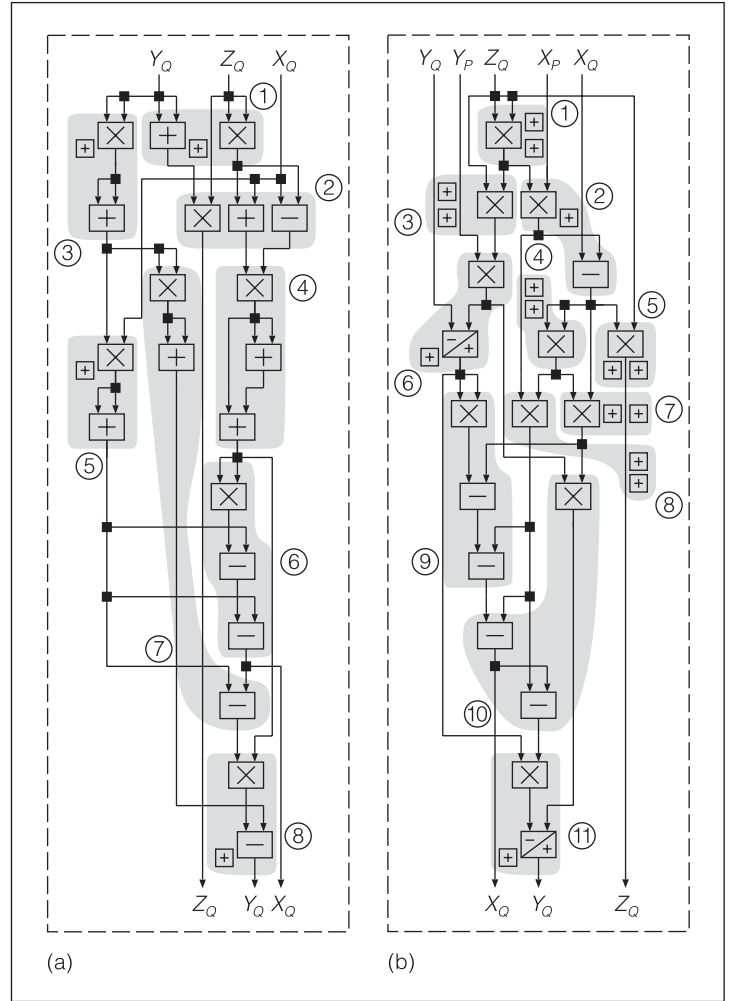 Y_Q Z_Q X_Q
①
× + ×
+ +
②
+ × + −
③
× × ④
× + +
+
+ +
⑤
×
− ⑥
−
⑦
−
×
− ⑧
+
Z_Q Y_Q X_Q
(a)
Y_Q Y_P Z_Q X_P X_Q
①
× +
+
②
+ × × +
③ +
④
× −
+ ⑤
+
−/+ × ×
+ + +
⑥
× × × + + ⑦
+
− × + ⑧
⑨
−
−
−
⑩
×
−/+ ⑪
+
X_Q Y_Q Z_Q
(b)